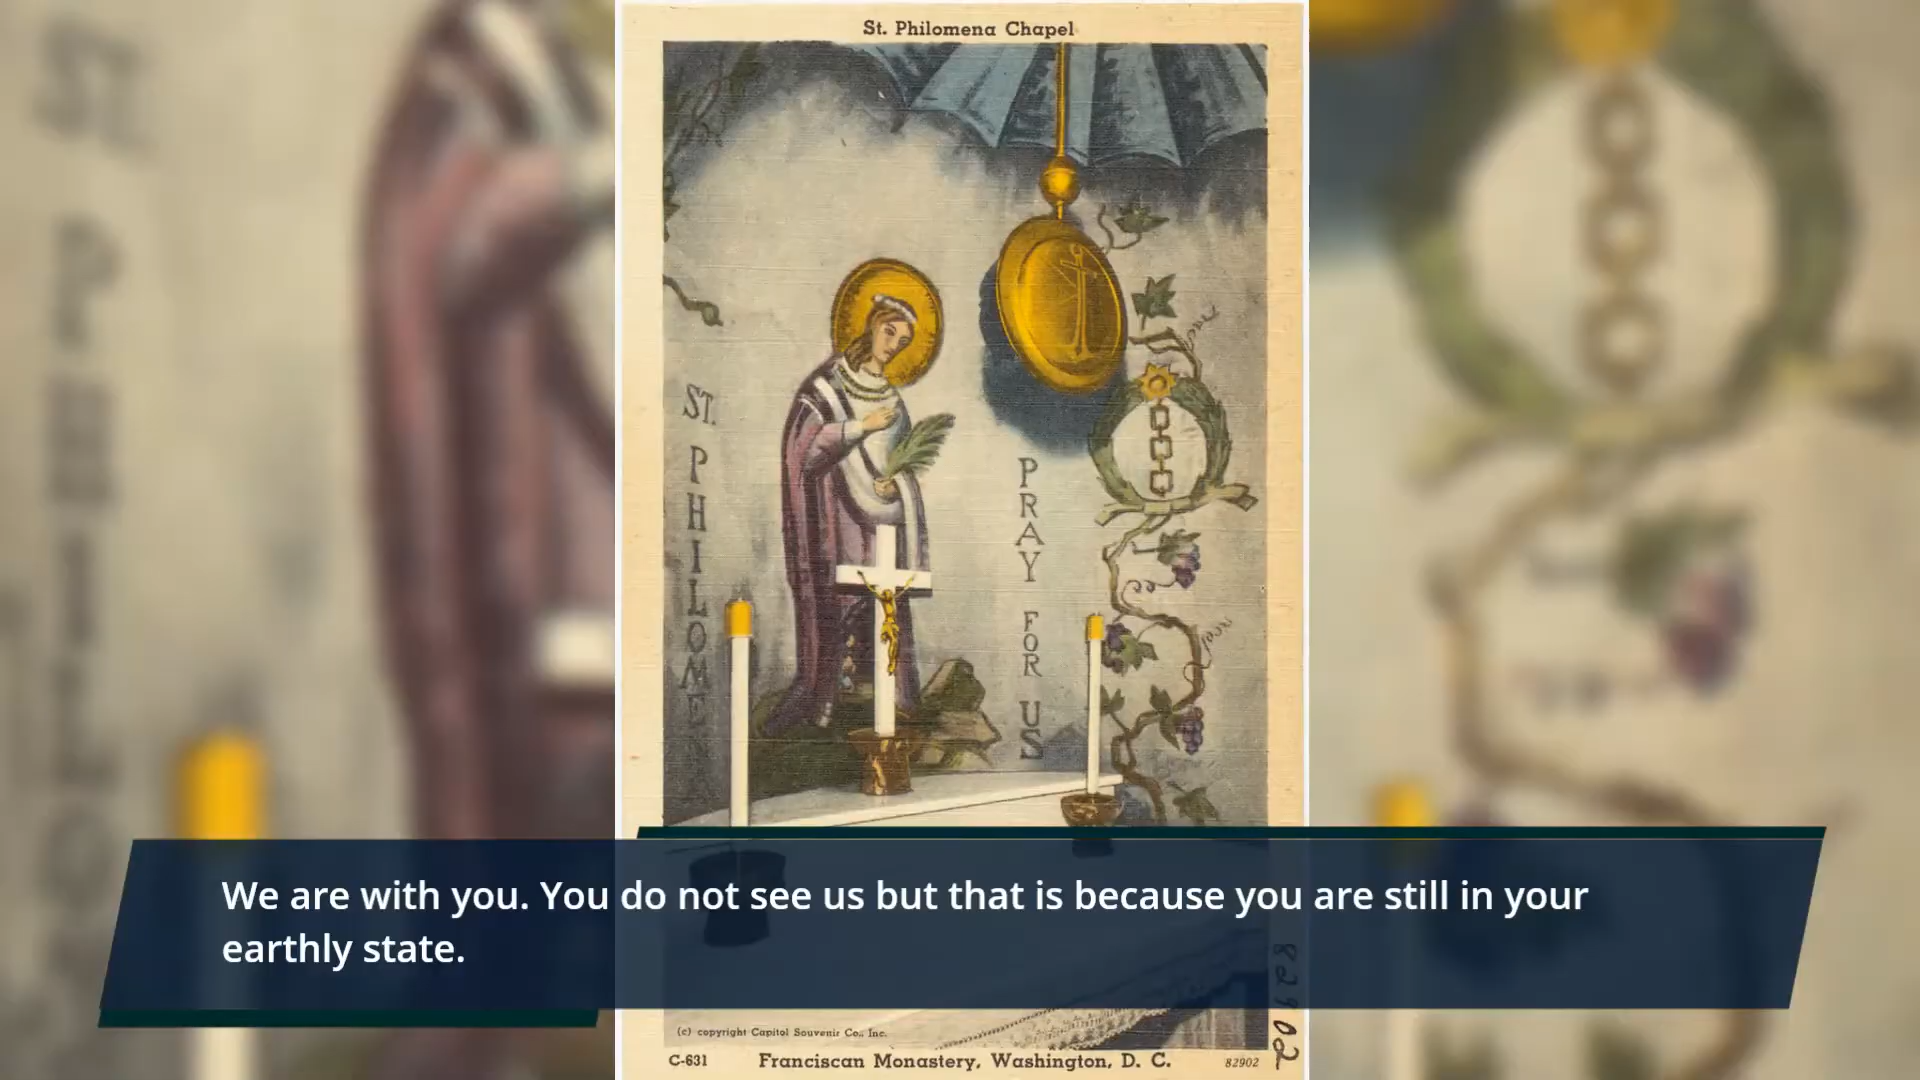 St. Philomena Chapel
ST.
PHILOMENA
PRAY
FOR
US
We are with you. You do not see us but that is because you are still in your
earthly state.
(c) copyright Capitol Souvenir Co., Inc.
C-631
Franciscan Monastery, Washington, D. C.
82902
82902